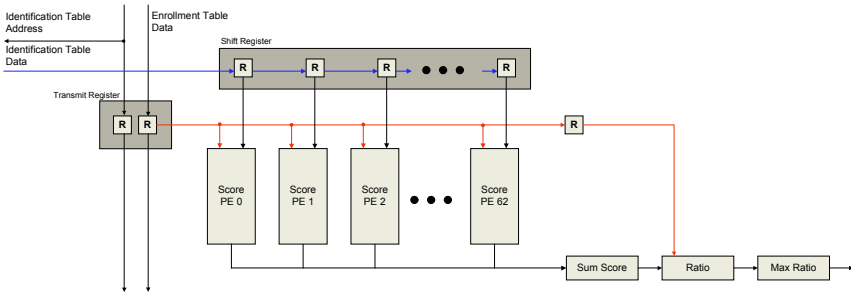 Identification Table
Address
Enrollment Table
Data
Identification Table
Data
Shift Register
R
R
R
R
Transmit Register
R
R
R
Score
PE 0
Score
PE 1
Score
PE 2
Score
PE 62
Sum Score
Ratio
Max Ratio